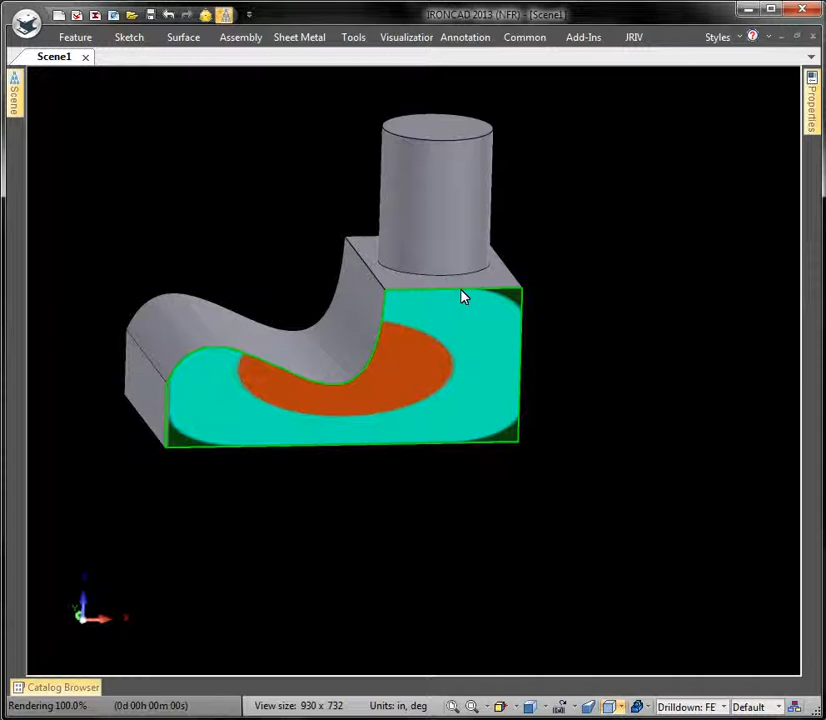 IRONCAD 2013 (NFR) - [Scene1]
Feature Sketch Surface Sheet Metal Assembly Tools Visualization Annotation Common Add-Ins JRIV Styles
Scene1
Scene
Properties
X
Catalog Browser
Rendering 100.0% (0d 00h 00m 00s) View size: 930 x 732 Units: in, deg Drilldown: FE Default